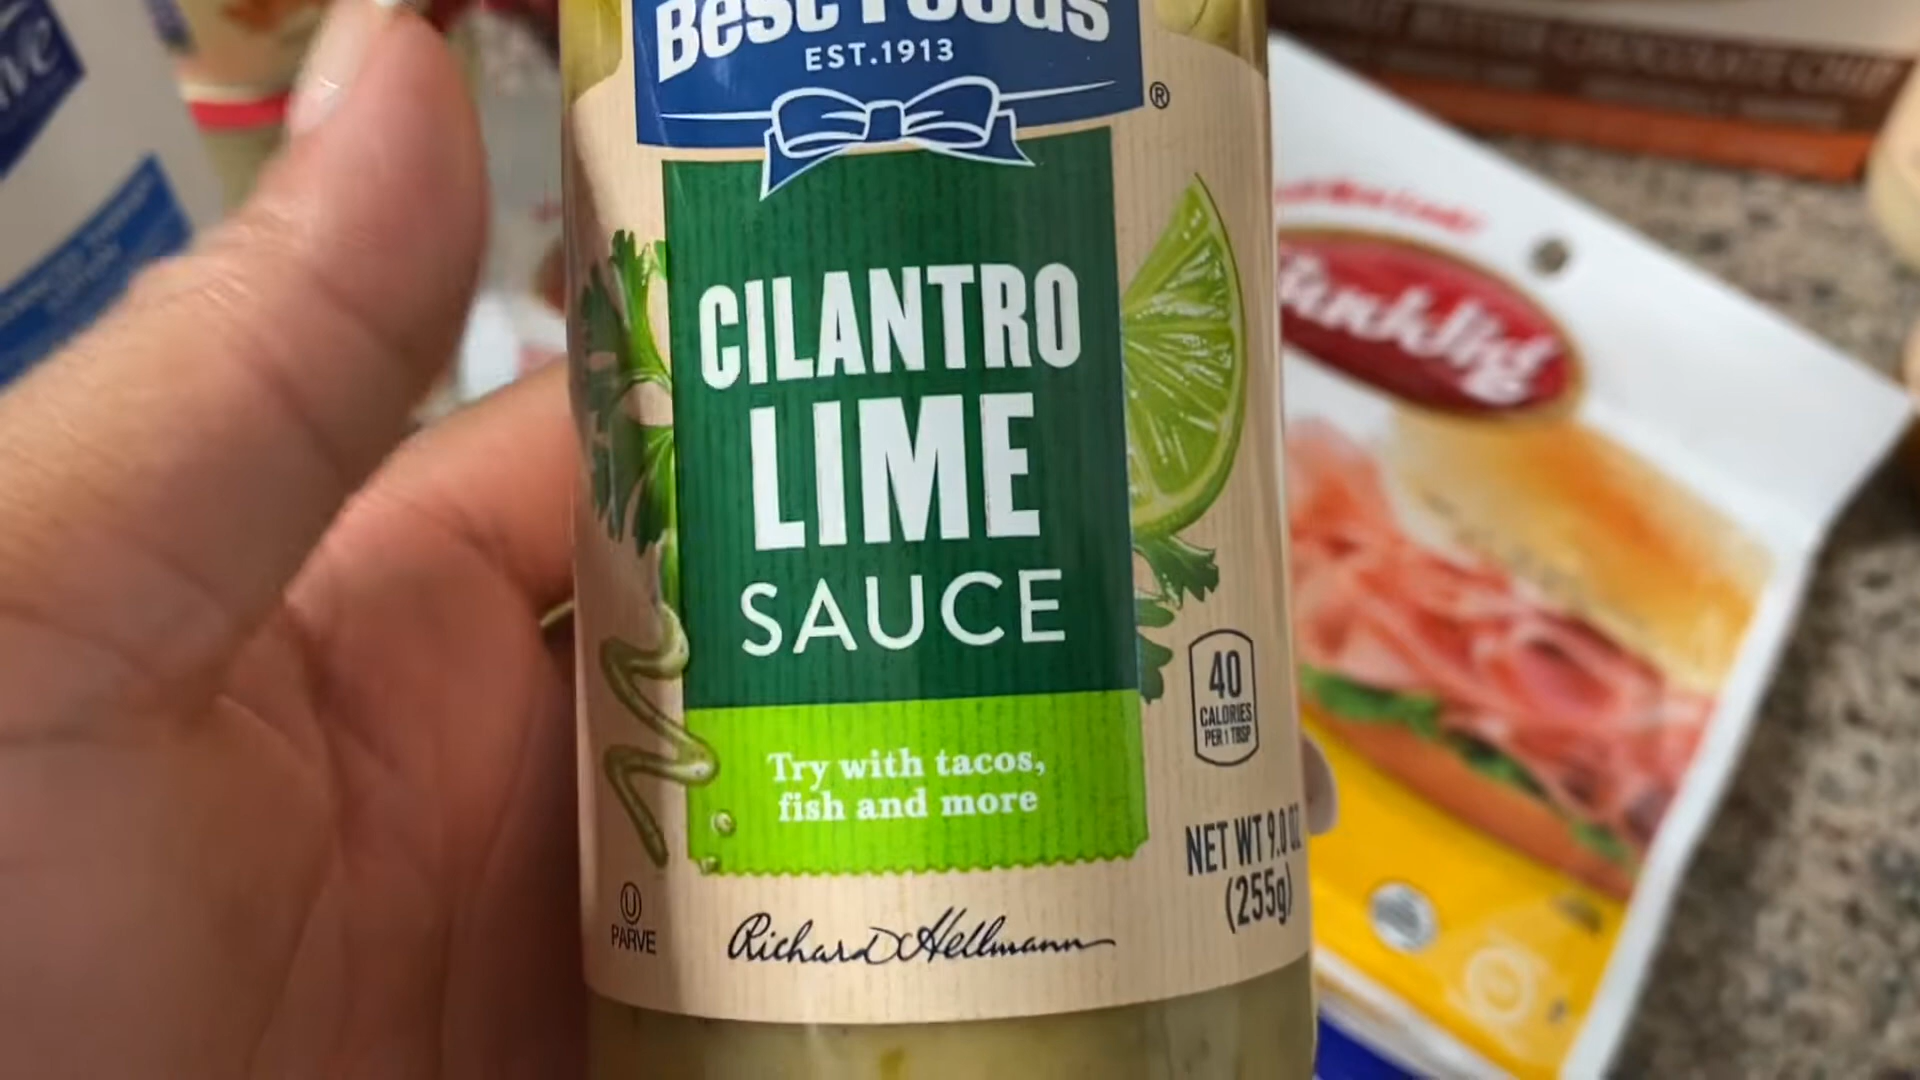 Best Foods
EST.1913
®
CILANTRO
LIME
SAUCE
40
CALORIES
PER 1 TBSP
Try with tacos,
fish and more
NET WT 9.0 OZ
(255g)
U
PARVE
Richard Hellmann